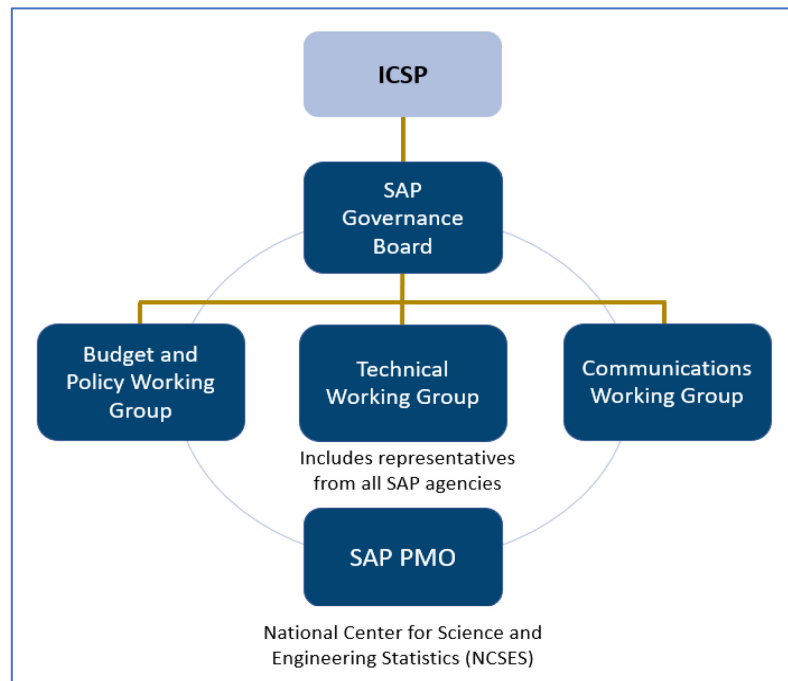 ICSP
SAP
Governance
Board
Budget and
Policy Working
Group
Technical
Working Group
Communications
Working Group
Includes representatives
from all SAP agencies
SAP PMO
National Center for Science and
Engineering Statistics (NCSES)